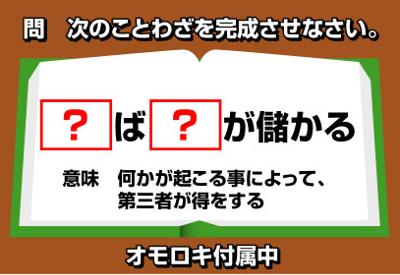 問　次のことわざを完成させなさい。
？ば？が儲かる
意味　何かが起こる事によって、
第三者が得をする
オモロキ付属中